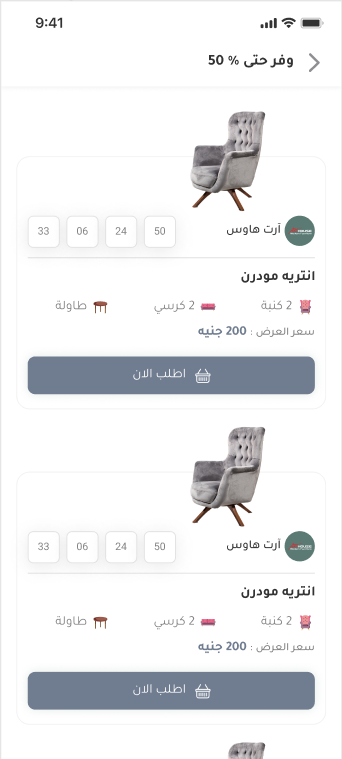 9:41
وفر حتى % 50
آرت هاوس
50
24
06
33
انتريه مودرن
2 كنبة
2 كرسي
طاولة
سعر العرض : 200 جنيه
اطلب الان
آرت هاوس
50
24
06
33
انتريه مودرن
2 كنبة
2 كرسي
طاولة
سعر العرض : 200 جنيه
اطلب الان